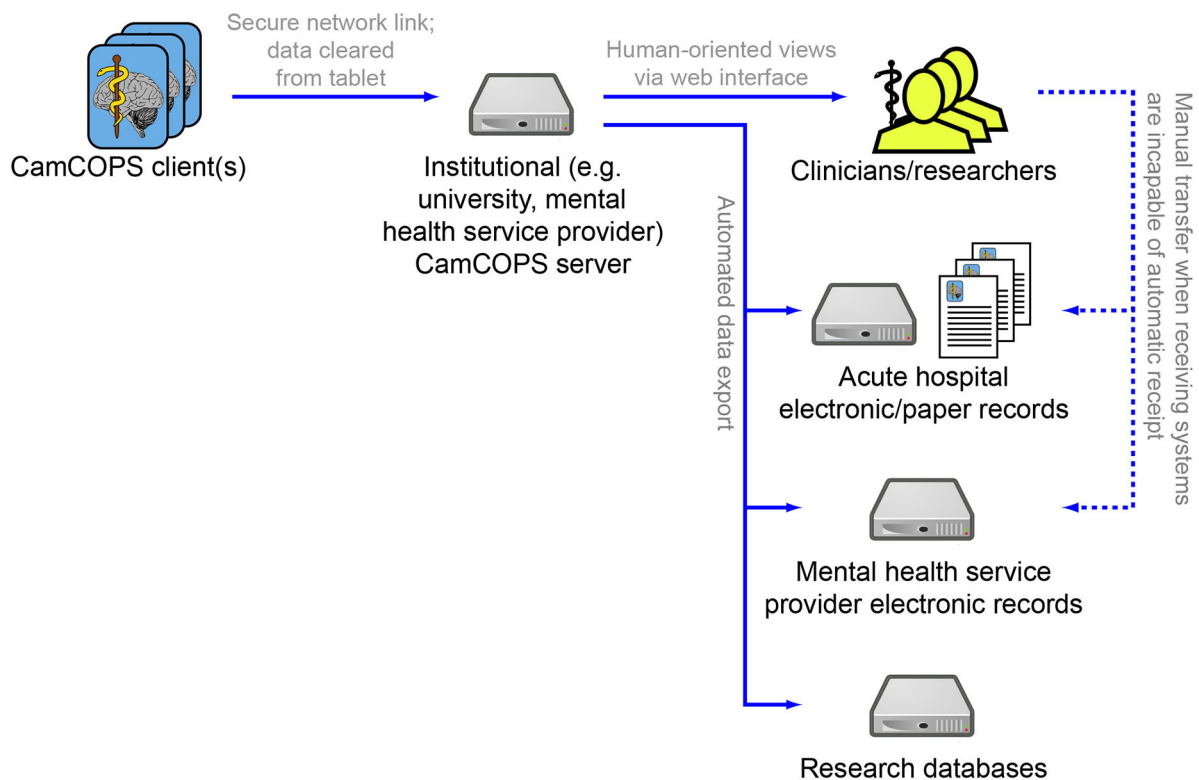 Secure network link;
data cleared
from tablet
Human-oriented views
via web interface
CamCOPS client(s)
Institutional (e.g.
university, mental
health service provider)
CamCOPS server
Clinicians/researchers
Automated data export
Manual transfer when receiving systems
are incapable of automatic receipt
Acute hospital
electronic/paper records
Mental health service
provider electronic records
Research databases